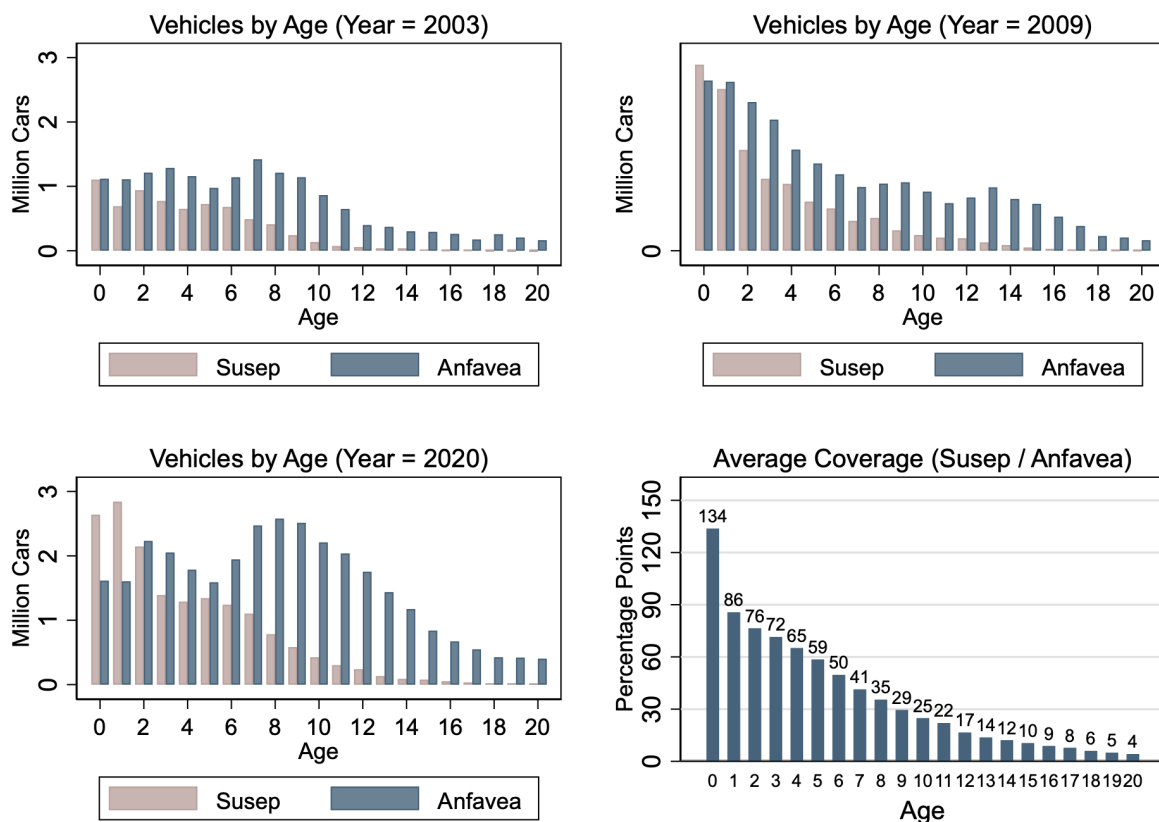 Vehicles by Age (Year = 2003)
Million Cars
3
2
1
0
0 2 4 6 8 10 12 14 16 18 20
Age
Susep Anfavea
Vehicles by Age (Year = 2009)
Million Cars
0
0 2 4 6 8 10 12 14 16 18 20
Age
Susep Anfavea
Vehicles by Age (Year = 2020)
Million Cars
3
2
1
0
0 2 4 6 8 10 12 14 16 18 20
Age
Susep Anfavea
Average Coverage (Susep / Anfavea)
Percentage Points
150
120
90
60
30
0
134 86 76 72 65 59 50 41 35 29 25 22 17 14 12 10 9 8 6 5 4
0 1 2 3 4 5 6 7 8 9 10 11 12 13 14 15 16 17 18 19 20
Age